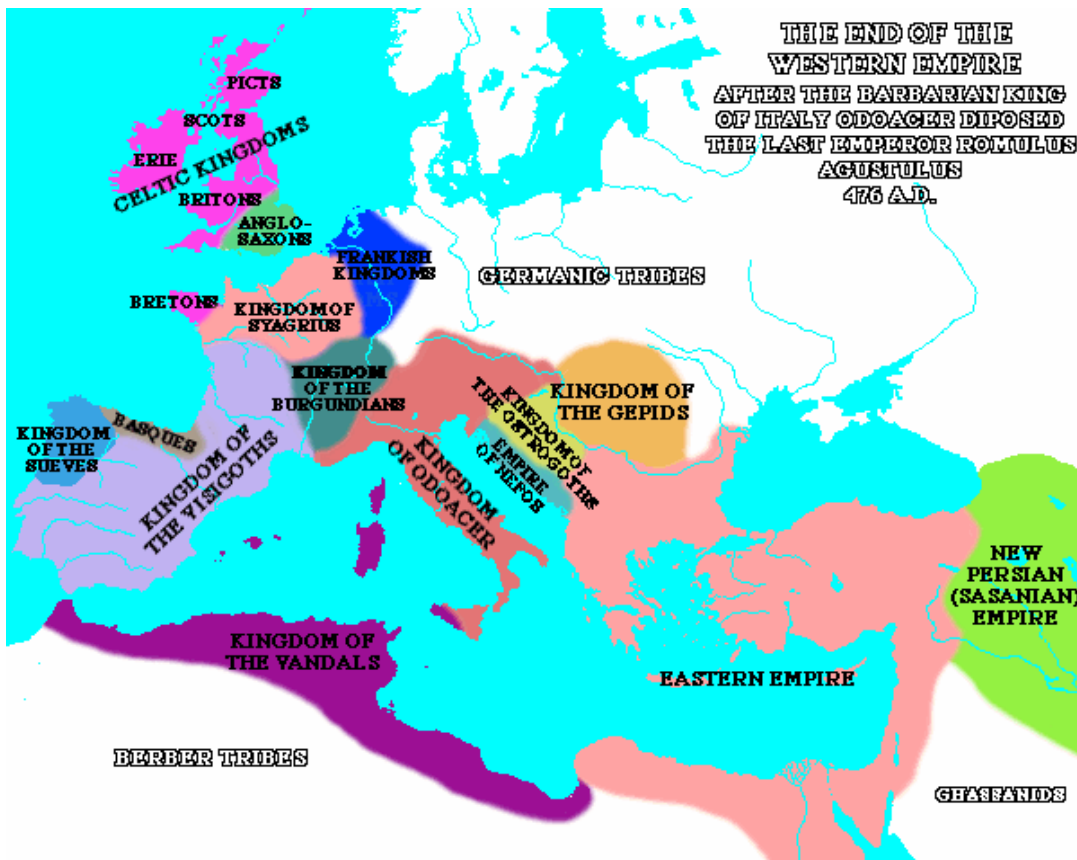 THE END OF THE
WESTERN EMPIRE
AFTER THE BARBARIAN KING
OF ITALY ODOACER DIPOSED
THE LAST EMPEROR ROMULUS
AGUSTULUS
476 A.D.
PICTS
SCOTS
ERIE
CELTIC KINGDOMS
BRITONS
ANGLO-
SAXONS
FRANKISH
KINGDOMS
GERMANIC TRIBES
BRETONS
KINGDOM OF
SYAGRIUS
KINGDOM
OF THE
BURGUNDIANS
KINGDOM OF
THE OSTROGOTHS
KINGDOM OF
THE GEPIDS
BASQUES
KINGDOM
OF THE
SUEVES
KINGDOM OF
THE VISIGOTHS
KINGDOM
OF ODOACER
EMPIRE
OF NEPOS
NEW
PERSIAN
(SASANIAN)
EMPIRE
KINGDOM OF
THE VANDALS
EASTERN EMPIRE
BERBER TRIBES
GHASSANIDS